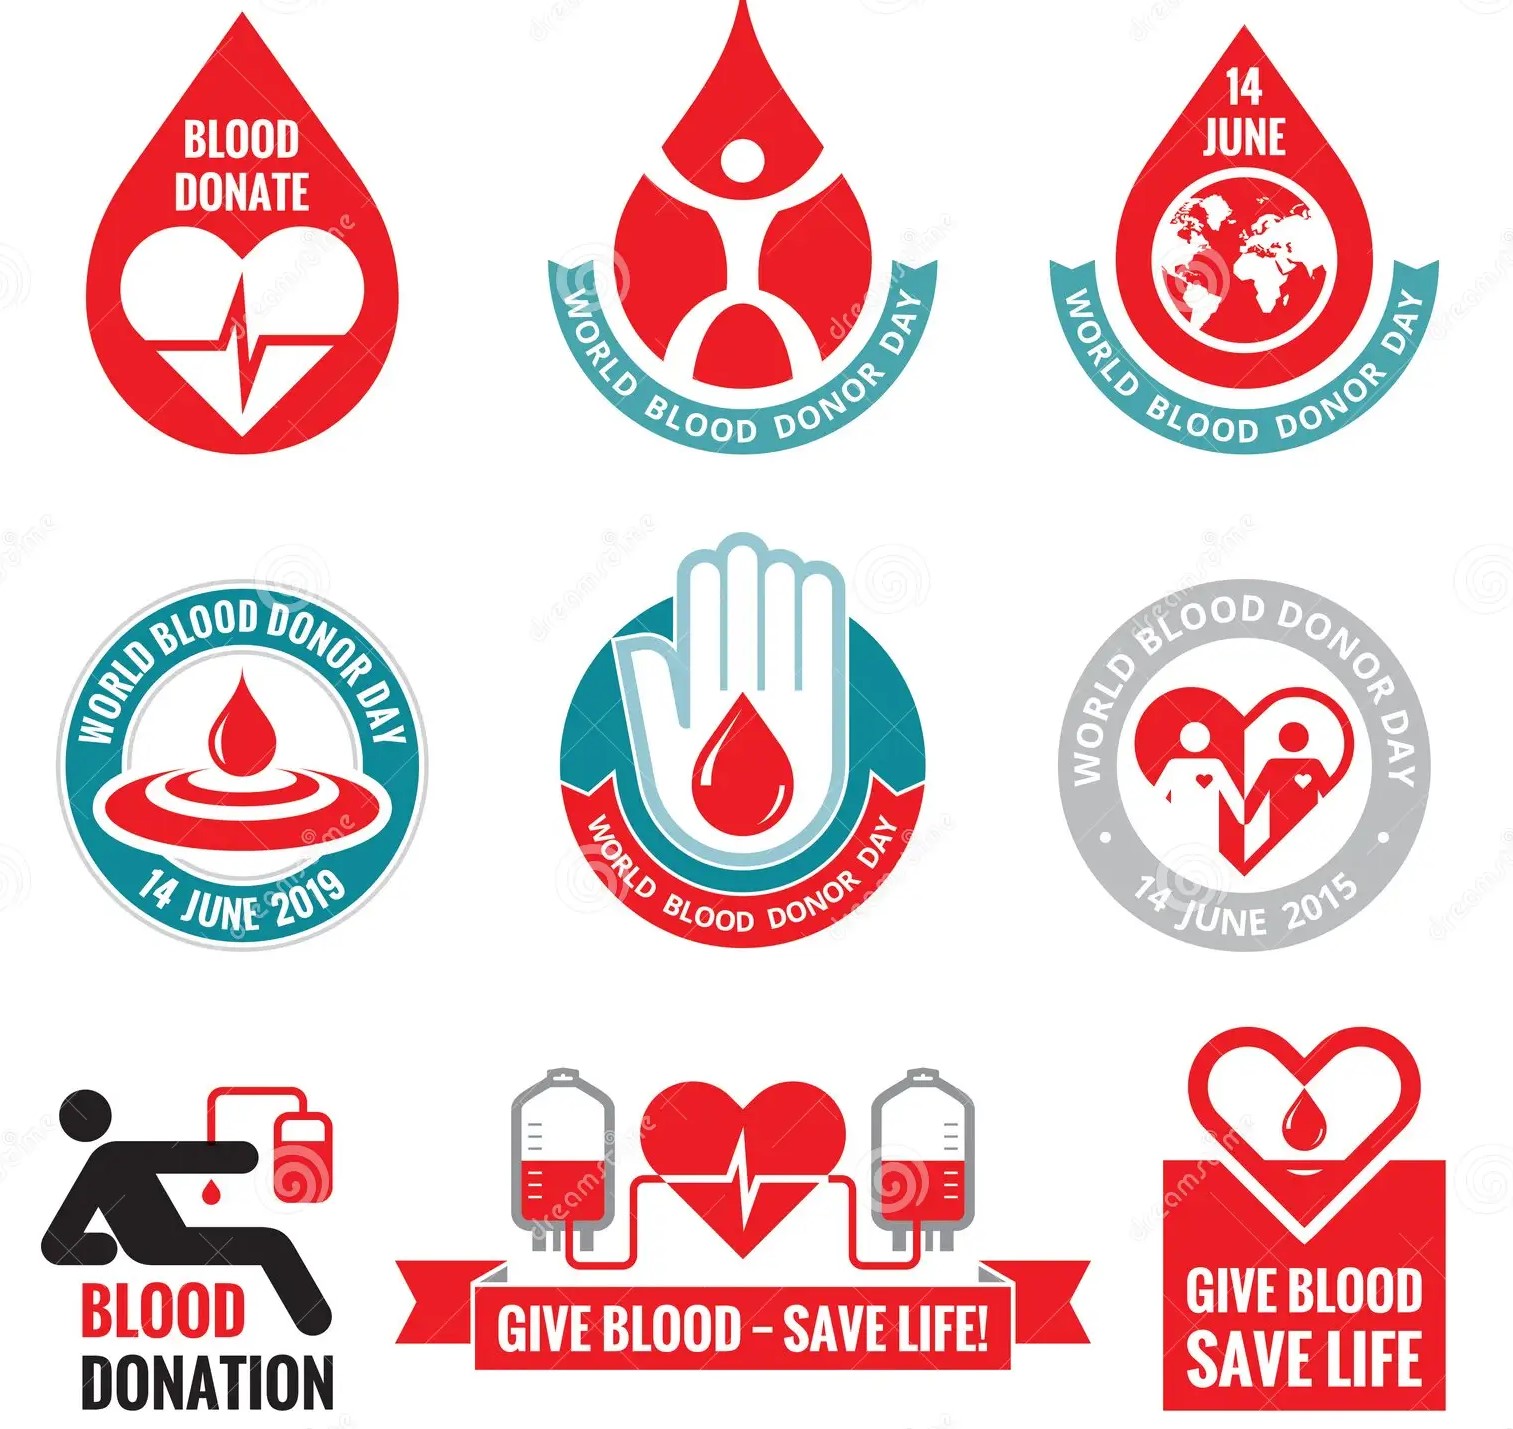 BLOOD
DONATE
WORLD BLOOD DONOR DAY
14
JUNE
WORLD BLOOD DONOR DAY
WORLD BLOOD DONOR DAY
14 JUNE 2019
WORLD BLOOD DONOR DAY
WORLD BLOOD DONOR DAY
14 JUNE 2015
BLOOD
DONATION
GIVE BLOOD – SAVE LIFE!
GIVE BLOOD
SAVE LIFE
dreamstime